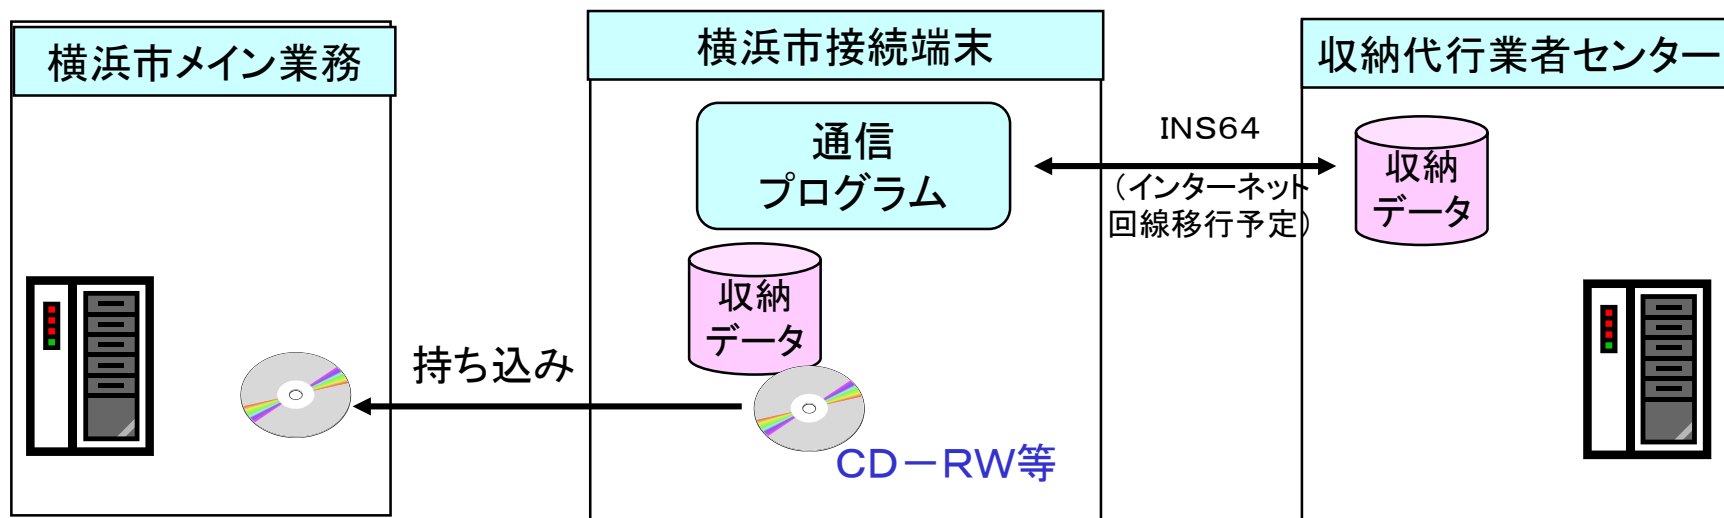 横浜市メイン業務
横浜市接続端末
収納代行業者センター
通信
プログラム
INS64
（インターネット
回線移行予定）
収納
データ
収納
データ
持ち込み
CD－RW等